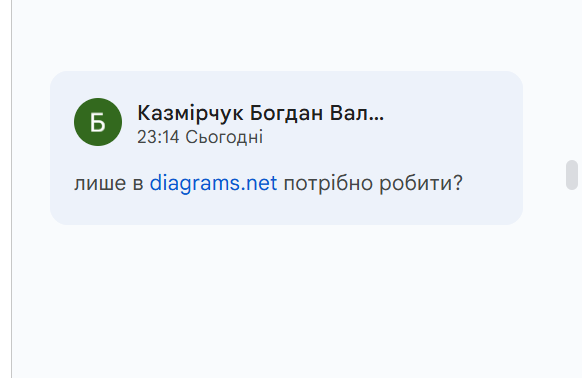 Б
Казмірчук Богдан Вал...
23:14 Сьогодні
лише в diagrams.net потрібно робити?